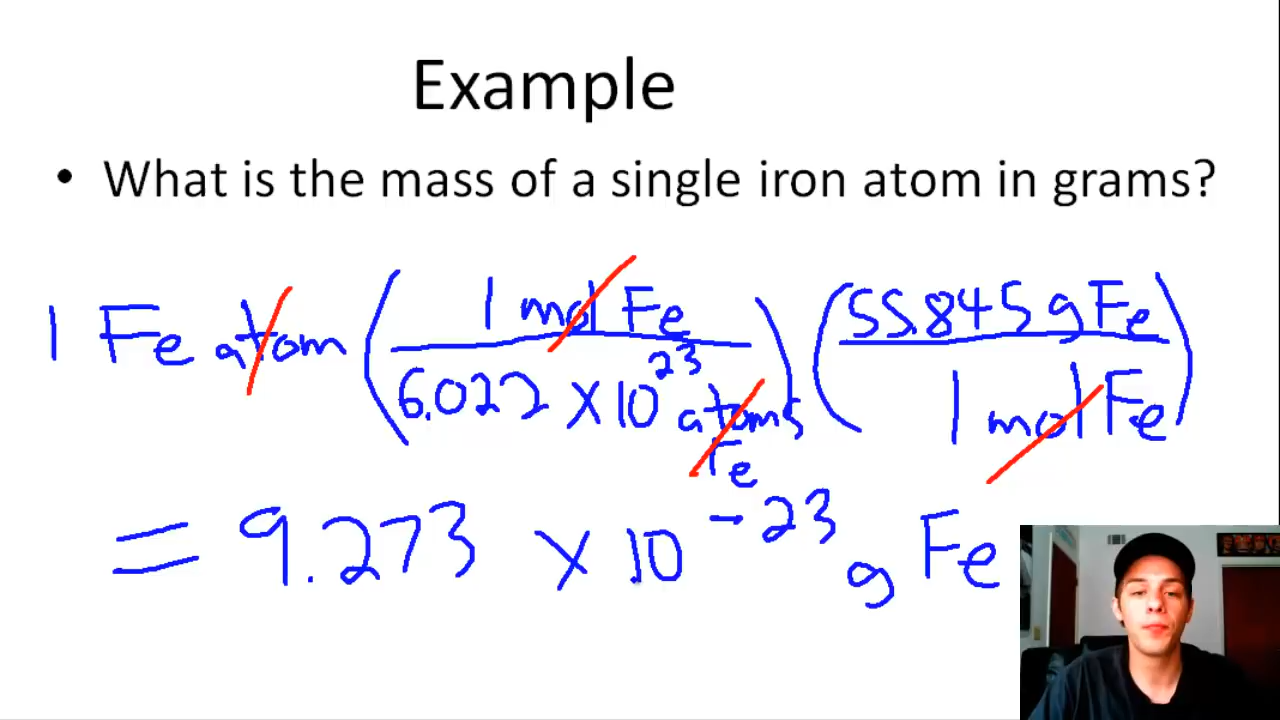 Example
• What is the mass of a single iron atom in grams?
1 Fe atom (1 mol Fe / 6.022 x 10^23 atoms Fe) (55.845 g Fe / 1 mol Fe)
= 9.273 x 10^-23 g Fe